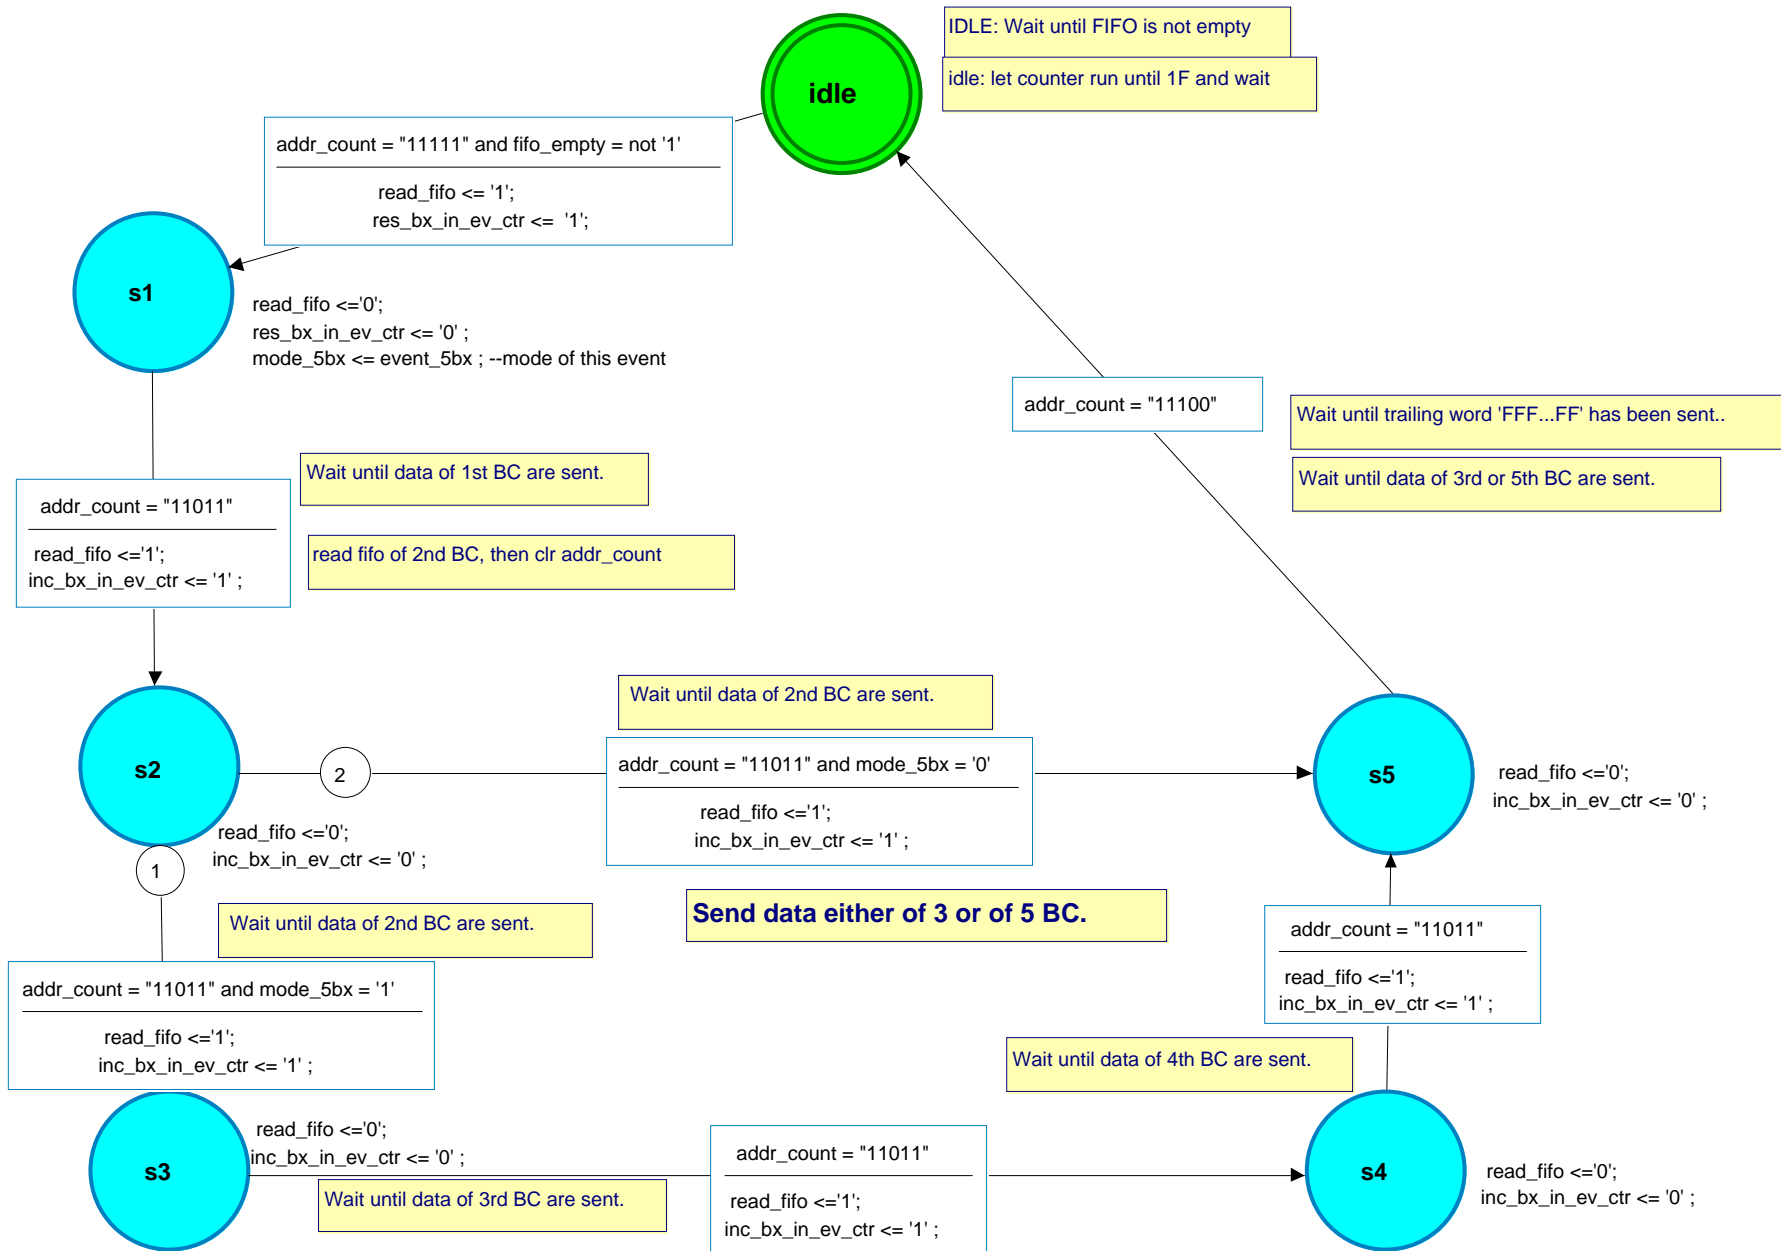 IDLE: Wait until FIFO is not empty
idle: let counter run until 1F and wait
idle
addr_count = "11111" and fifo_empty = not '1'
read_fifo <= '1';
res_bx_in_ev_ctr <= '1';
s1
read_fifo <='0';
res_bx_in_ev_ctr <= '0' ;
mode_5bx <= event_5bx ; --mode of this event
addr_count = "11100"
Wait until trailing word 'FFF...FF' has been sent..
Wait until data of 3rd or 5th BC are sent.
Wait until data of 1st BC are sent.
addr_count = "11011"
read_fifo <='1';
inc_bx_in_ev_ctr <= '1' ;
read fifo of 2nd BC, then clr addr_count
Wait until data of 2nd BC are sent.
s2
2
addr_count = "11011" and mode_5bx = '0'
read_fifo <='1';
inc_bx_in_ev_ctr <= '1' ;
s5
read_fifo <='0';
inc_bx_in_ev_ctr <= '0' ;
read_fifo <='0';
inc_bx_in_ev_ctr <= '0' ;
1
Wait until data of 2nd BC are sent.
Send data either of 3 or of 5 BC.
addr_count = "11011"
read_fifo <='1';
inc_bx_in_ev_ctr <= '1' ;
addr_count = "11011" and mode_5bx = '1'
read_fifo <='1';
inc_bx_in_ev_ctr <= '1' ;
Wait until data of 4th BC are sent.
s3
read_fifo <='0';
inc_bx_in_ev_ctr <= '0' ;
Wait until data of 3rd BC are sent.
addr_count = "11011"
read_fifo <='1';
inc_bx_in_ev_ctr <= '1' ;
s4
read_fifo <='0';
inc_bx_in_ev_ctr <= '0' ;